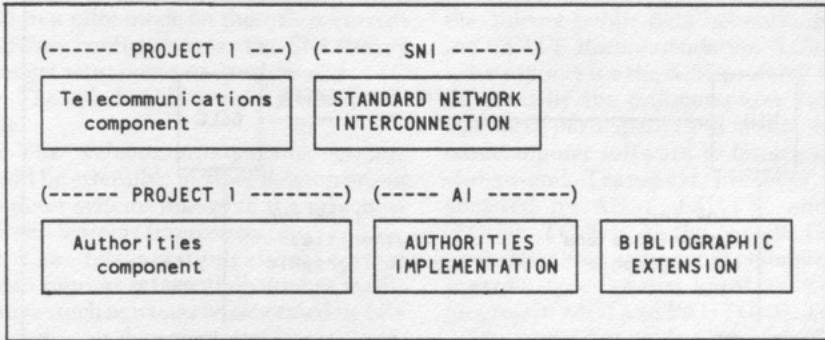 (---- PROJECT 1----) (------ SNI -----)
Telecommunications component
STANDARD NETWORK INTERCONNECTION
(---- PROJECT 1 --------) (--- AI ------)
Authorities component
AUTHORITIES IMPLEMENTATION
BIBLIOGRAPHIC EXTENSION